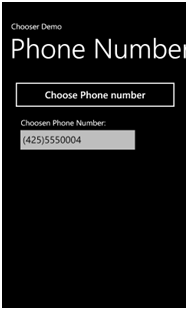 Chooser Demo
Phone Number
Choose Phone number
Choosen Phone Number:
(425)5550004